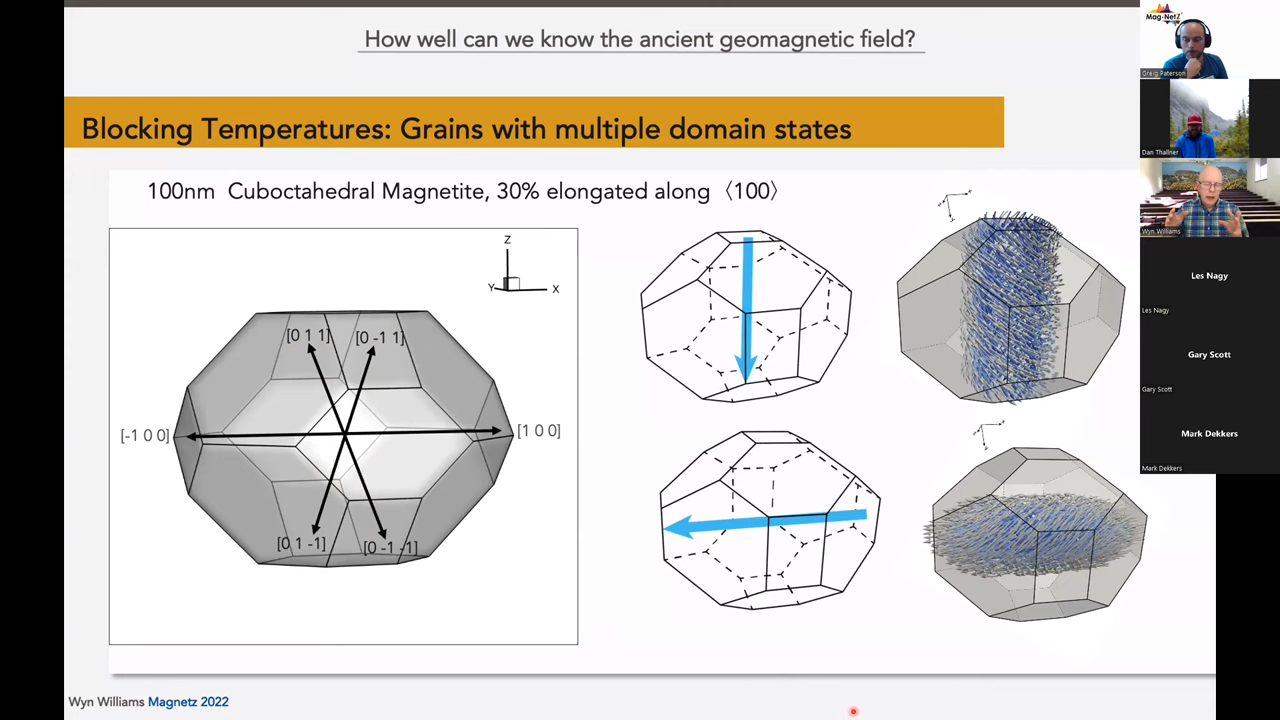 How well can we know the ancient geomagnetic field?
Blocking Temperatures: Grains with multiple domain states
100nm Cuboctahedral Magnetite, 30% elongated along ⟨100⟩
Z
Y
X
[0 1 1]
[0 -1 1]
[-1 0 0]
[1 0 0]
[0 1 -1]
[0 -1 -1]
Wyn Williams Magnetz 2022
Mag-NetZ
Greig Paterson
Dan Thallner
Wyn Williams
Les Nagy
Les Nagy
Gary Scott
Gary Scott
Mark Dekkers
Mark Dekkers